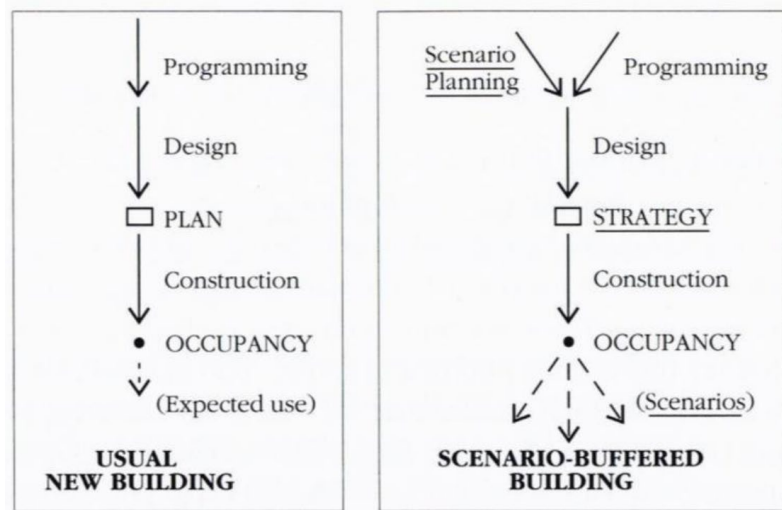 Programming
Design
PLAN
Construction
OCCUPANCY
(Expected use)
USUAL
NEW BUILDING
Scenario
Planning
Programming
Design
STRATEGY
Construction
OCCUPANCY
(Scenarios)
SCENARIO-BUFFERED
BUILDING